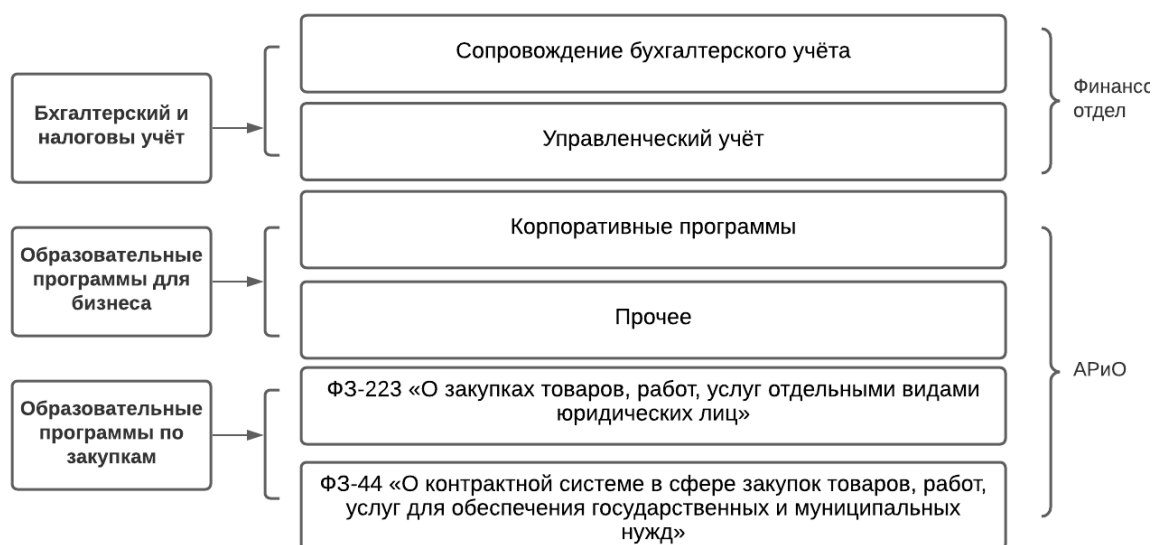 Бхгалтерский и
налоговы учёт
Сопровождение бухгалтерского учёта
Управленческий учёт
Финансо
отдел
Образовательные
программы для
бизнеса
Корпоративные программы
Прочее
Образовательные
программы по
закупкам
ФЗ-223 «О закупках товаров, работ, услуг отдельными видами
юридических лиц»
ФЗ-44 «О контрактной системе в сфере закупок товаров, работ,
услуг для обеспечения государственных и муниципальных
нужд»
АРиО